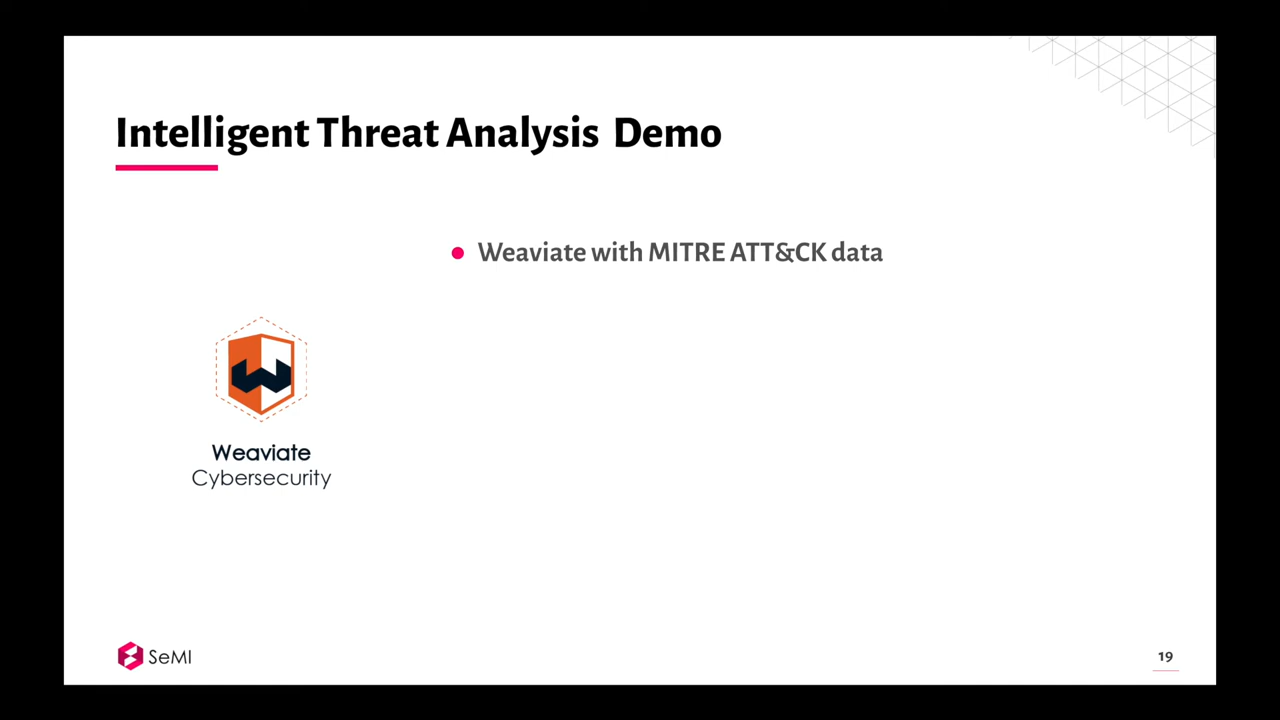 Intelligent Threat Analysis Demo
● Weaviate with MITRE ATT&CK data
Weaviate
Cybersecurity
SeMI
19